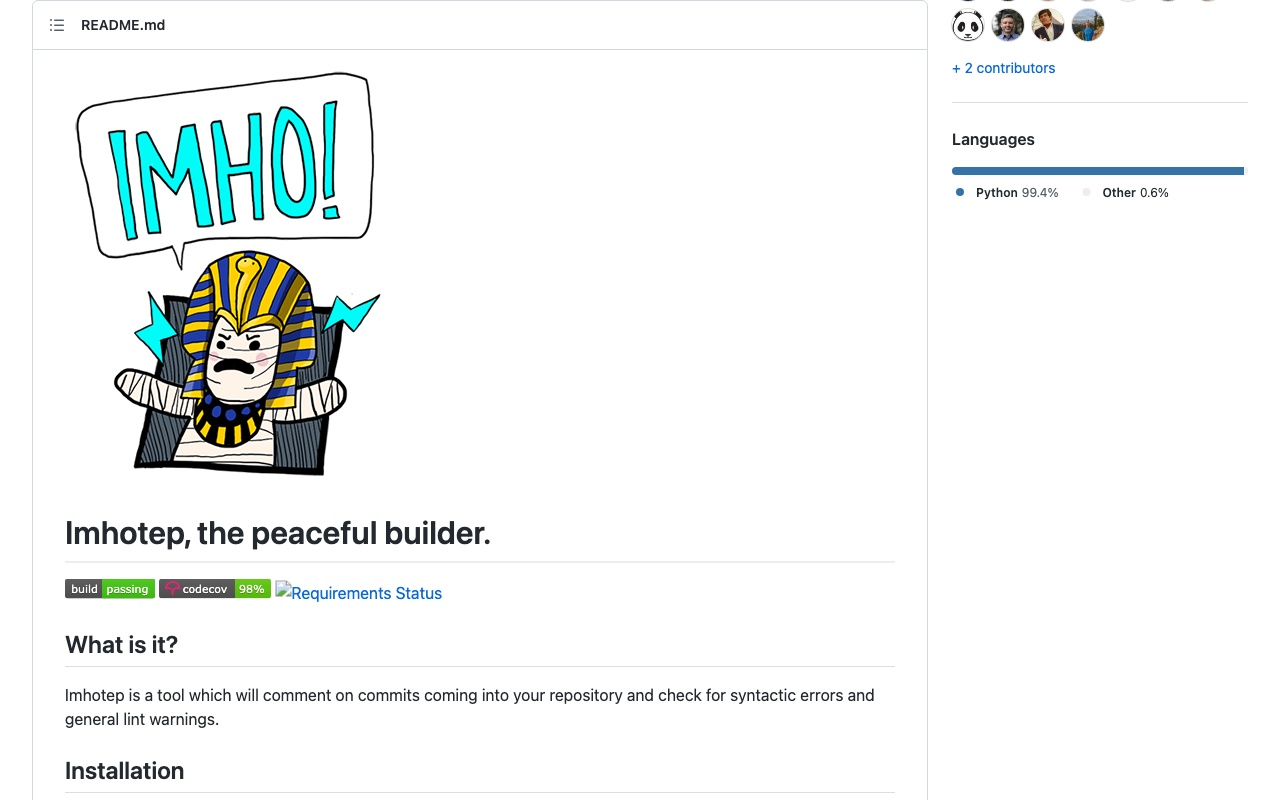 README.md
IMHO!
Imhotep, the peaceful builder.
build passing codecov 98% Requirements Status
What is it?
Imhotep is a tool which will comment on commits coming into your repository and check for syntactic errors and
general lint warnings.
Installation
+ 2 contributors
Languages
Python 99.4% Other 0.6%